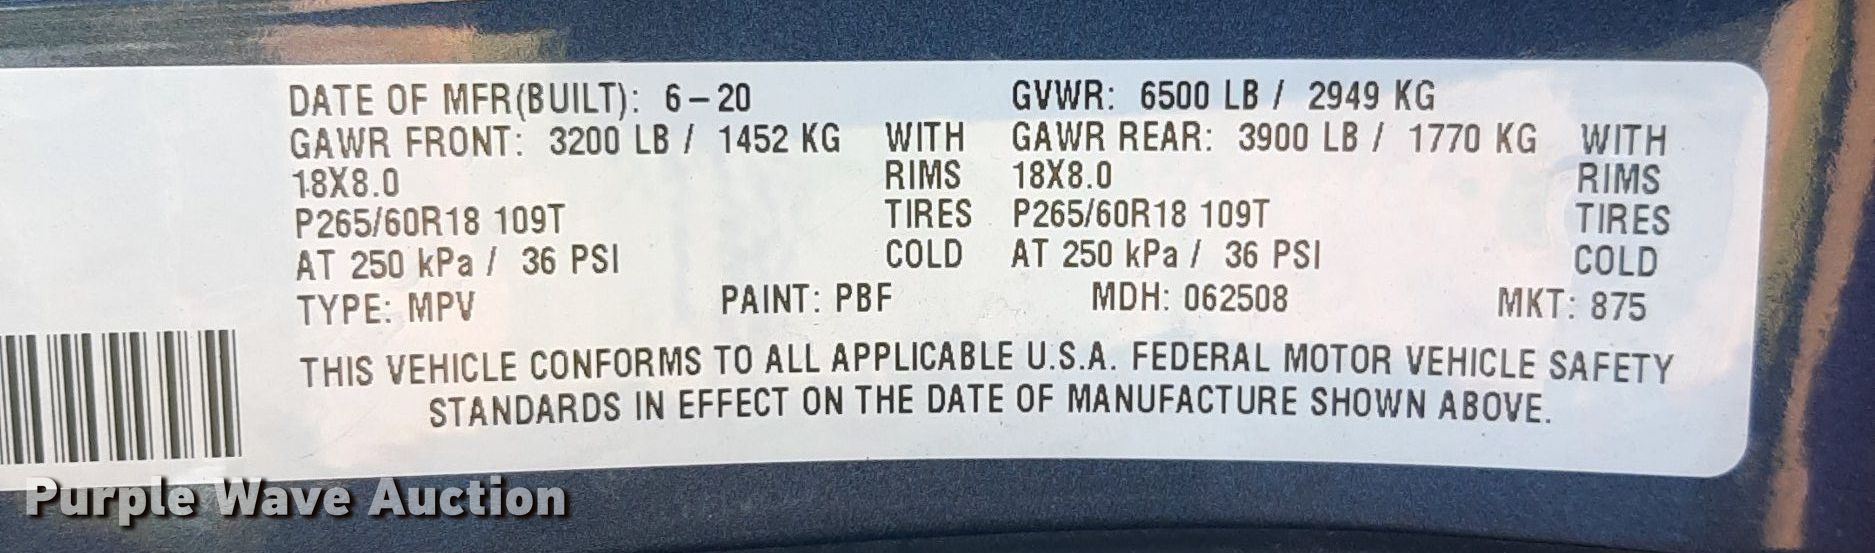 DATE OF MFR(BUILT): 6-20 GVWR: 6500 LB / 2949 KG
GAWR FRONT: 3200 LB / 1452 KG WITH GAWR REAR: 3900 LB / 1770 KG WITH
18X8.0 RIMS 18X8.0 RIMS
P265/60R18 109T TIRES P265/60R18 109T TIRES
AT 250 kPa / 36 PSI COLD AT 250 kPa / 36 PSI COLD
TYPE: MPV PAINT: PBF MDH: 062508 MKT: 875
THIS VEHICLE CONFORMS TO ALL APPLICABLE U.S.A. FEDERAL MOTOR VEHICLE SAFETY
STANDARDS IN EFFECT ON THE DATE OF MANUFACTURE SHOWN ABOVE.
Purple Wave Auction